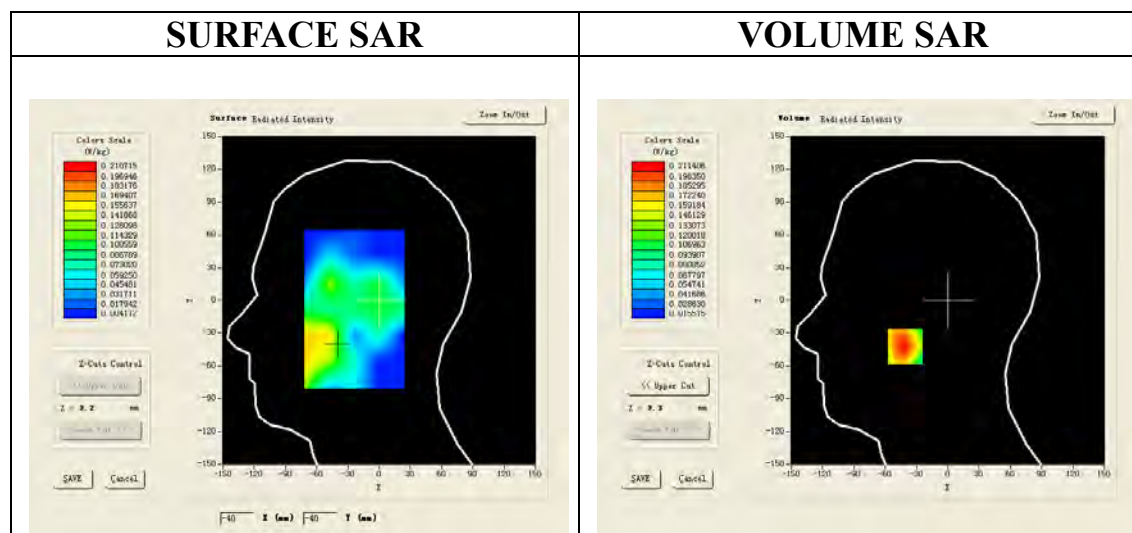 SURFACE SAR
VOLUME SAR
Surface Radiated Intensity
Zoom In/Out
Colors Scale
(W/kg)
0.210715
0.196946
0.183176
0.169407
0.155637
0.141868
0.128098
0.114329
0.100559
0.086789
0.073020
0.059250
0.045481
0.031711
0.017942
0.004172
150
120
90
60
30
0
-30
-60
-90
-120
-150
-150 -120 -90 -60 -30 0 30 60 90 120 150
Z-Cuts Control
mm
SAVE
Cancel
-40 X (mm) -40 Y (mm)
Volume Radiated Intensity
Zoom In/Out
Colors Scale
(W/kg)
0.211406
0.198350
0.185295
0.172240
0.159184
0.146129
0.133073
0.120018
0.106963
0.093907
0.080852
0.067797
0.054741
0.041686
0.028630
0.015575
150
120
90
60
30
0
-30
-60
-90
-120
-150
-150 -120 -90 -60 -30 0 30 60 90 120 150
Z-Cuts Control
<< Upper Cut
mm
SAVE
Cancel